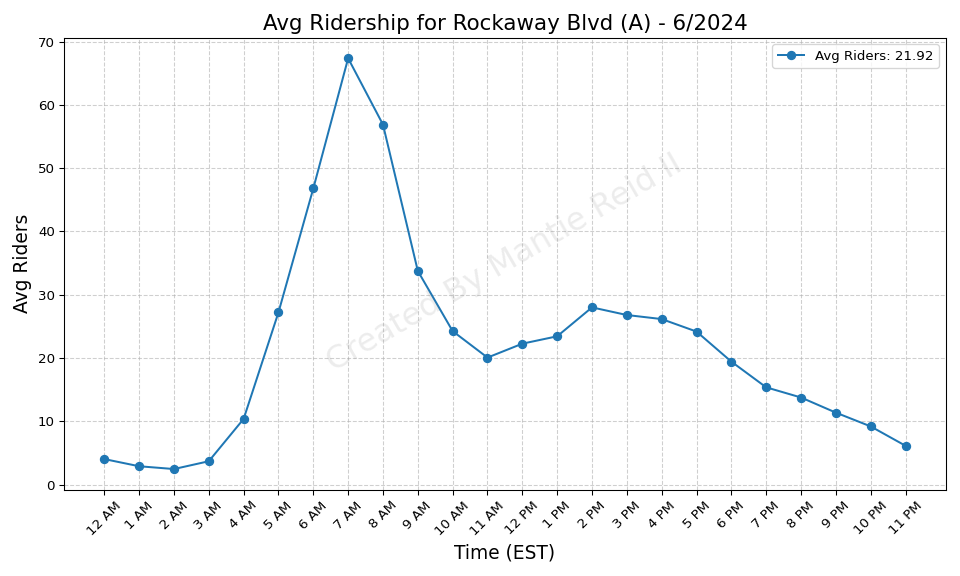 Avg Ridership for Rockaway Blvd (A) - 6/2024
Avg Riders: 21.92
70
60
50
40
30
20
10
0
Avg Riders
Created By Mantie Reid II
12 AM
1 AM
2 AM
3 AM
4 AM
5 AM
6 AM
7 AM
8 AM
9 AM
10 AM
11 AM
12 PM
1 PM
2 PM
3 PM
4 PM
5 PM
6 PM
7 PM
8 PM
9 PM
10 PM
11 PM
Time (EST)